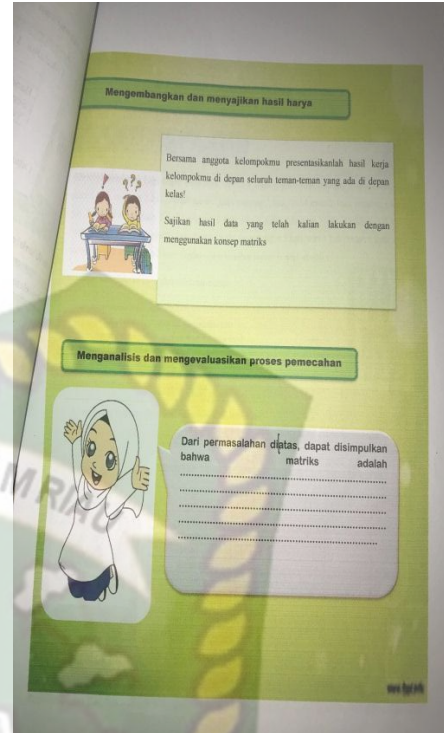 Mengembangkan dan menyajikan hasil harya
Bersama anggota kelompokmu presentasikanlah hasil kerja
kelompokmu di depan seluruh teman-teman yang ada di depan
kelas!
Sajikan hasil data yang telah kalian lakukan dengan
menggunakan konsep matriks
Menganalisis dan mengevaluasikan proses pemecahan
Dari permasalahan diatas, dapat disimpulkan
bahwa matriks adalah